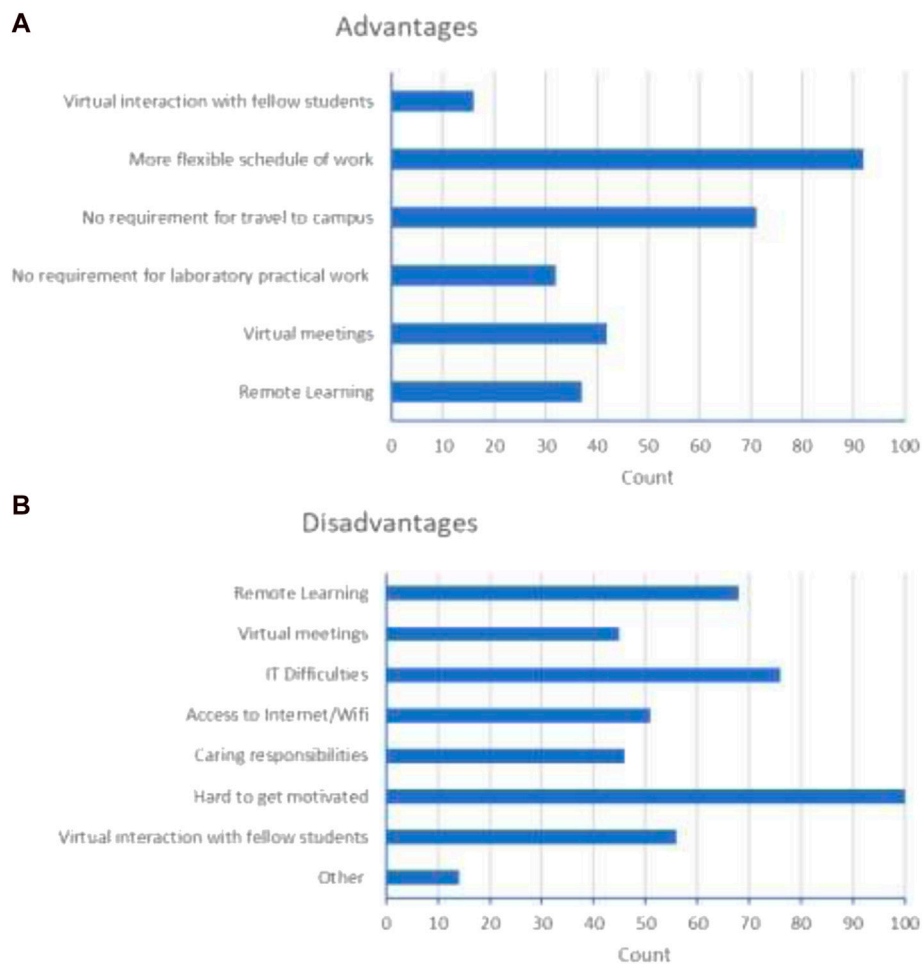 A
Advantages
Virtual interaction with fellow students
More flexible schedule of work
No requirement for travel to campus
No requirement for laboratory practical work
Virtual meetings
Remote Learning
0 10 20 30 40 50 60 70 80 90 100
Count
B
Disadvantages
Remote Learning
Virtual meetings
IT Difficulties
Access to Internet/Wifi
Caring responsibilities
Hard to get motivated
Virtual interaction with fellow students
Other
0 10 20 30 40 50 60 70 80 90 100
Count